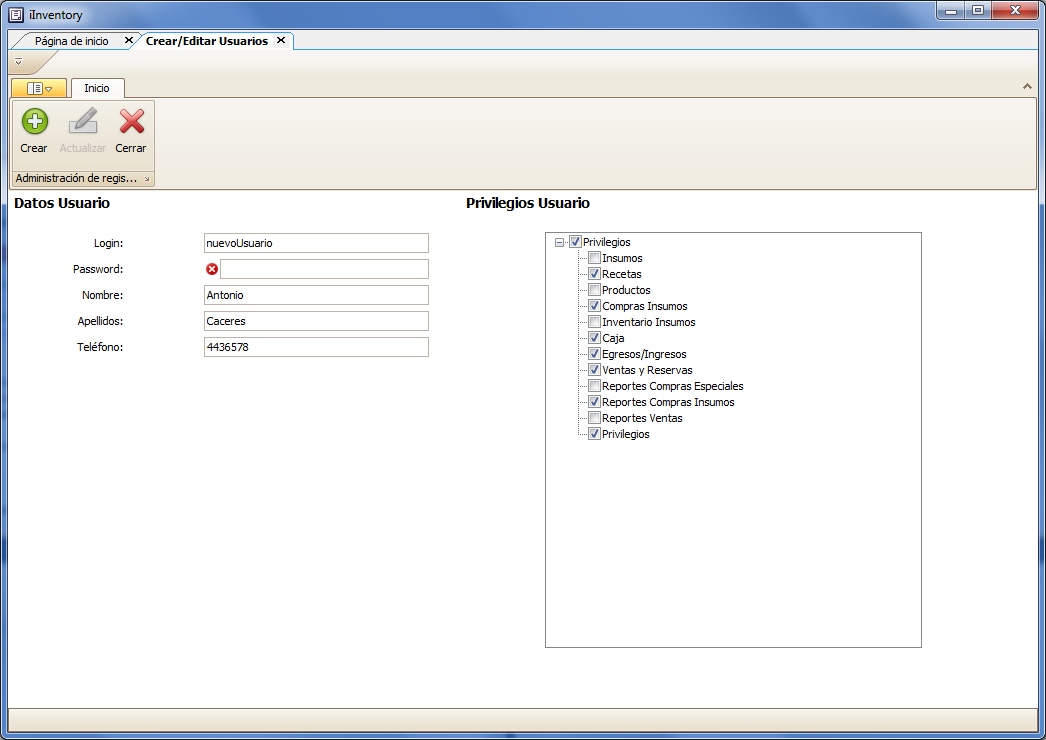 iInventory
Página de inicio
Crear/Editar Usuarios
Inicio
Crear
Actualizar
Cerrar
Administración de regis...
Datos Usuario
Privilegios Usuario
Login:
nuevoUsuario
Password:
Nombre:
Antonio
Apellidos:
Caceres
Teléfono:
4436578
Privilegios
Insumos
Recetas
Productos
Compras Insumos
Inventario Insumos
Caja
Egresos/Ingresos
Ventas y Reservas
Reportes Compras Especiales
Reportes Compras Insumos
Reportes Ventas
Privilegios